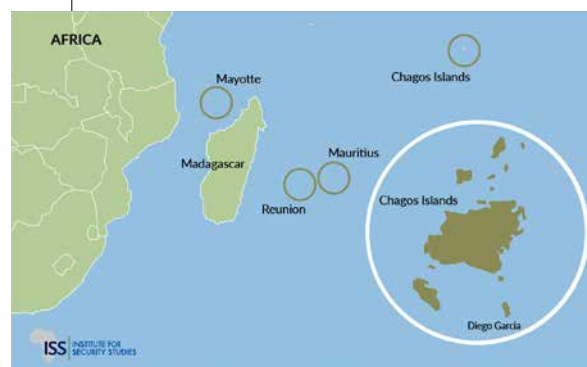 AFRICA
Mayotte
Chagos Islands
Madagascar
Mauritius
Reunion
Chagos Islands
Diego Garcia
ISS INSTITUTE FOR
SECURITY STUDIES